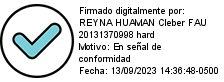 Firmado digitalmente por:
REYNA HUAMAN Cleber FAU
20131370998 hard
Motivo: En señal de
conformidad
Fecha: 13/09/2023 14:36:48-0500